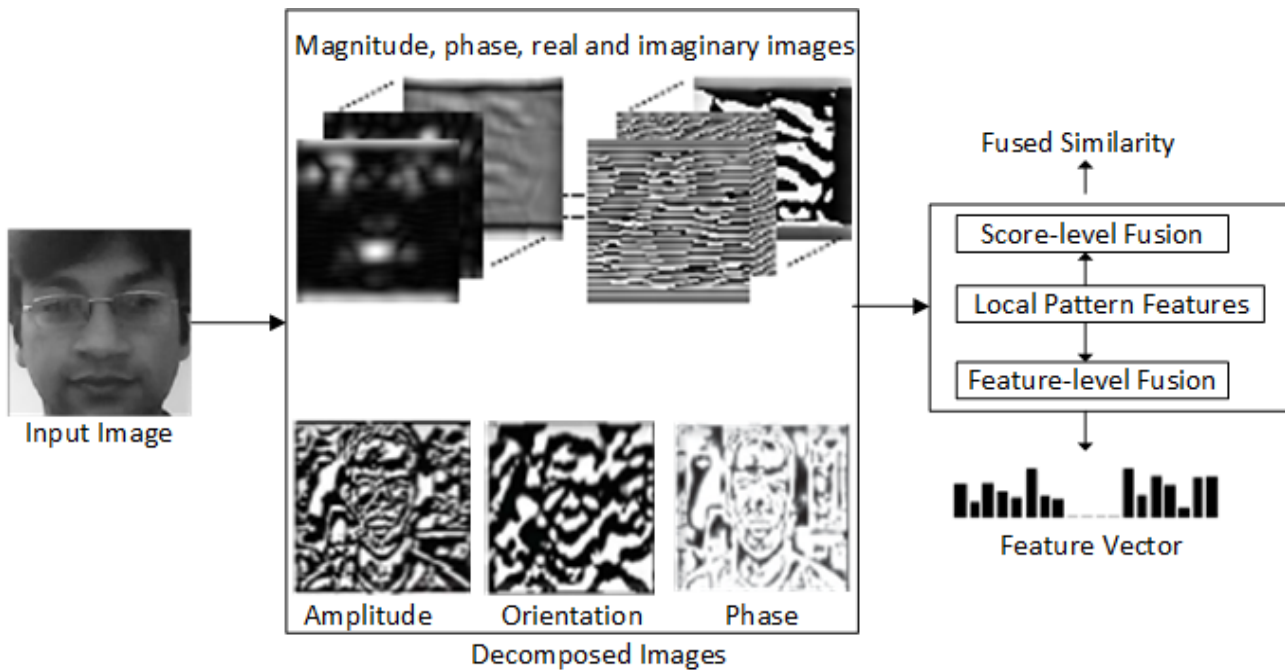 Magnitude, phase, real and imaginary images
Input Image
Amplitude
Orientation
Phase
Decomposed Images
Fused Similarity
Score-level Fusion
Local Pattern Features
Feature-level Fusion
Feature Vector